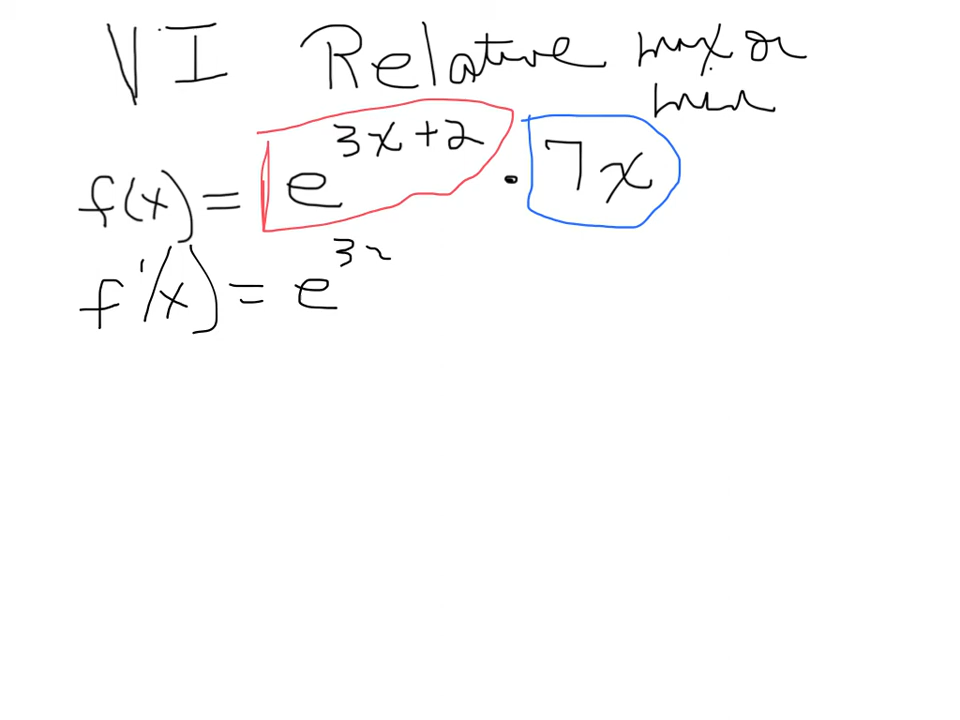 VI Relative max or
min
f(x) = e^{3x+2} · 7x
f'(x) = e^{3